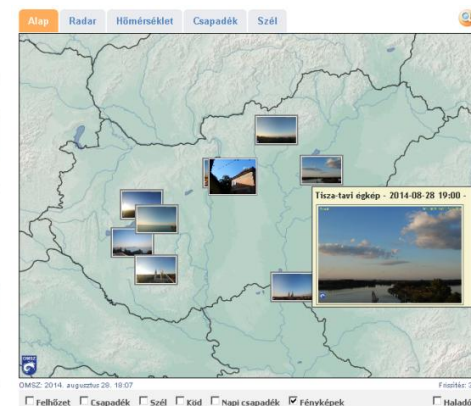 Alap Radar Hőmérséklet Csapadék Szél
Tisza-tavi égkép - 2014-08-28 19:00 -
OMSZ
OMSZ: 2014. augusztus 28. 18:07
Felhőzet Csapadék Szél Köd Napi csapadék Fényképek